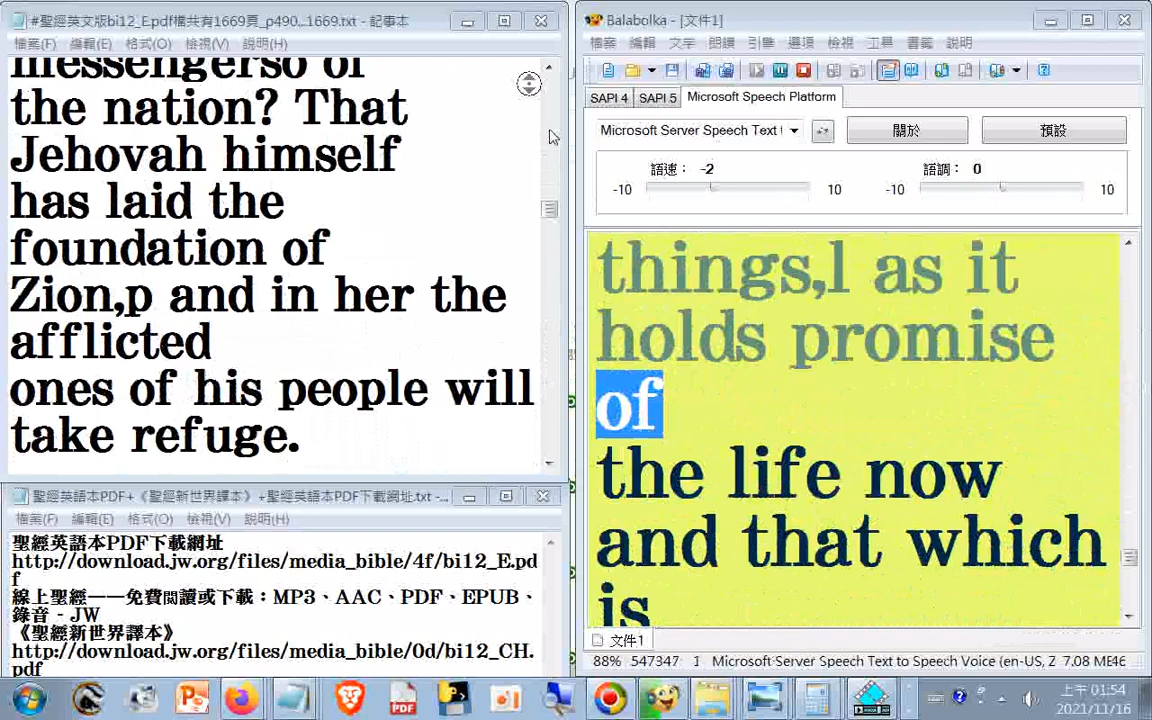 #聖經英文版bi12_E.pdf檔共有1669頁_p490,..1669.txt - 記事本
檔案(F) 編輯(E) 格式(O) 檢視(V) 說明(H)
messengerso of
the nation? That
Jehovah himself
has laid the
foundation of
Zion,p and in her the
afflicted
ones of his people will
take refuge.
聖經英語本PDF+《聖經新世界譯本》+聖經英語本PDF下載網址.txt -...
檔案(F) 編輯(E) 格式(O) 檢視(V) 說明(H)
聖經英語本PDF下載網址
http://download.jw.org/files/media_bible/4f/bi12_E.pd
f
線上聖經——免費閱讀或下載：MP3、AAC、PDF、EPUB、
錄音 - JW
《聖經新世界譯本》
http://download.jw.org/files/media_bible/0d/bi12_CH.
pdf
Balabolka - [文件1]
檔案 編輯 文字 朗讀 引擎 選項 檢視 工具 書籤 說明
SAPI 4 SAPI 5 Microsoft Speech Platform
Microsoft Server Speech Text 關於 預設
語速： -2 語調： 0
-10 10 -10 10
things,l as it
holds promise
of
the life now
and that which
is
文件1
88% 547347 1 Microsoft Server Speech Text to Speech Voice (en-US, Z 7.08 ME46
PDF
上午 01:54
2021/11/16